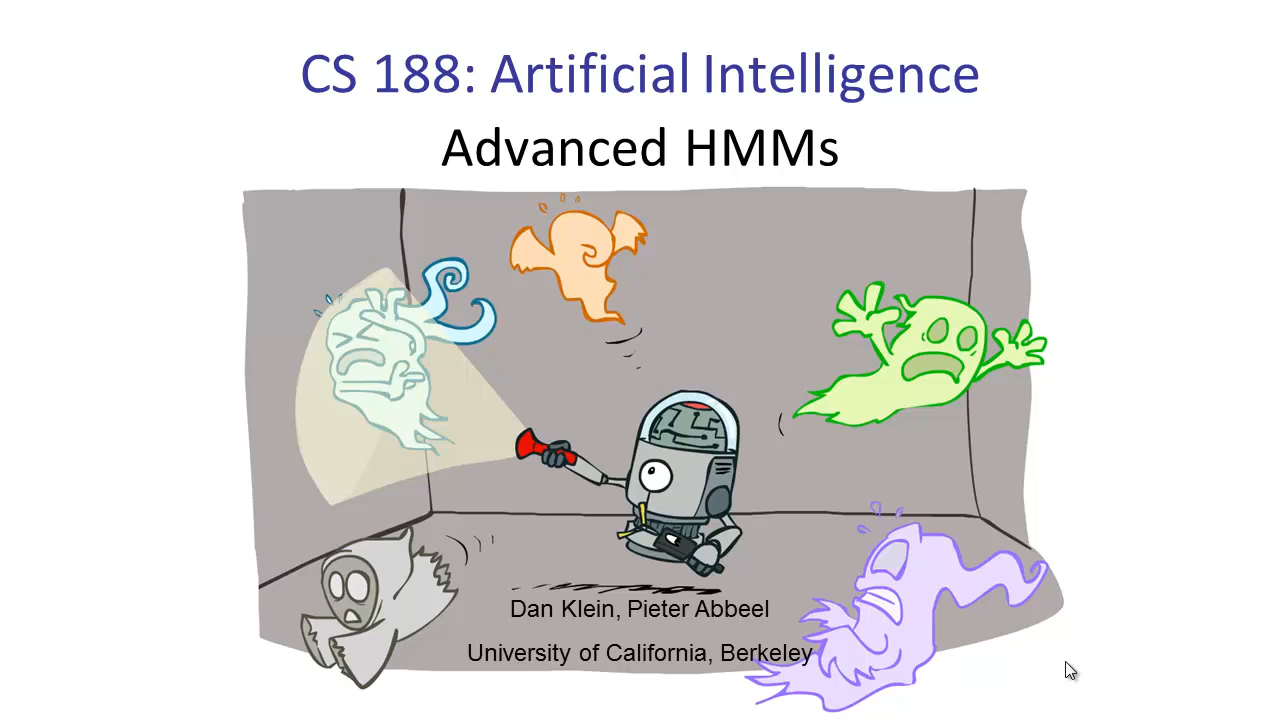 CS 188: Artificial Intelligence
Advanced HMMs
Dan Klein, Pieter Abbeel
University of California, Berkeley